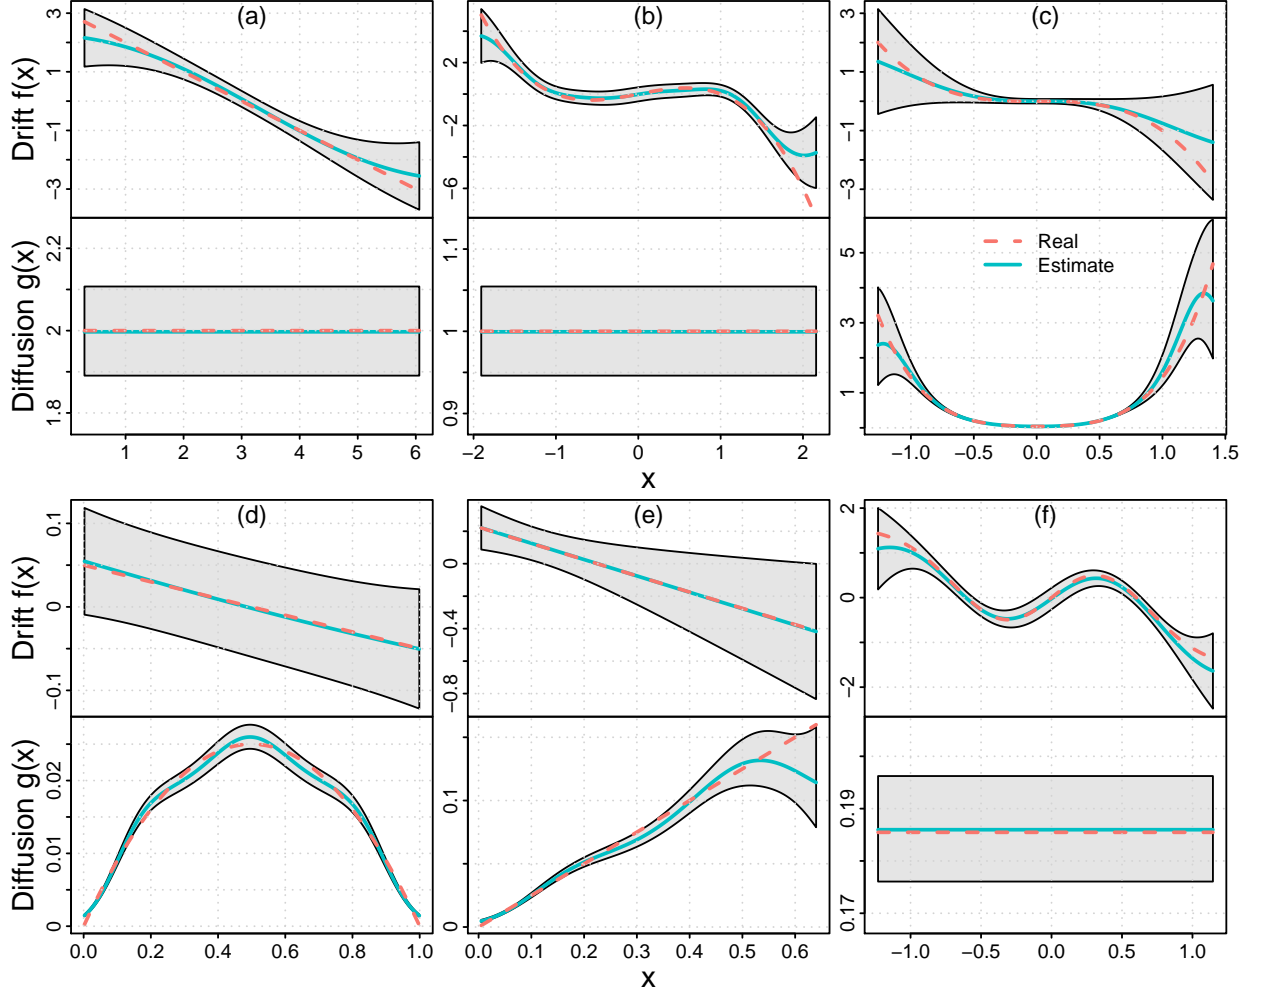 (a) (b) (c)
Drift f(x)
3
1
−1
−3
2
−2
−6
3
1
−1
−3
Diffusion g(x)
2.2
2
1.8
1.1
1
0.9
5
3
1
Real
Estimate
1 2 3 4 5 6
−2 −1 0 1 2
−1.0 −0.5 0.0 0.5 1.0 1.5
x
(d) (e) (f)
Drift f(x)
0.1
0
−0.1
0
−0.4
−0.8
2
0
−2
Diffusion g(x)
0.02
0.01
0
0.1
0
0.19
0.17
0.0 0.2 0.4 0.6 0.8 1.0
0.0 0.1 0.2 0.3 0.4 0.5 0.6
−1.0 −0.5 0.0 0.5 1.0
x